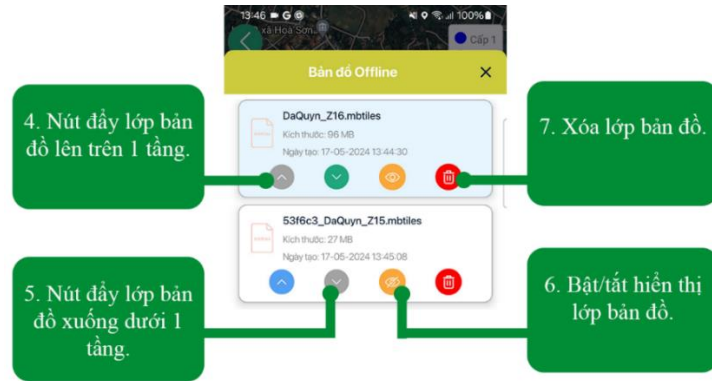 13:46
100%
xã Hoà Sơn
Cấp 1
Bản đồ Offline
4. Nút đẩy lớp bản
đồ lên trên 1 tầng.
DaQuyn_Z16.mbtiles
Kích thước: 96 MB
Ngày tạo: 17-05-2024 13:44:30
7. Xóa lớp bản đồ.
53f6c3_DaQuyn_Z15.mbtiles
Kích thước: 27 MB
Ngày tạo: 17-05-2024 13:45:08
5. Nút đẩy lớp bản
đồ xuống dưới 1
tầng.
6. Bật/tắt hiển thị
lớp bản đồ.